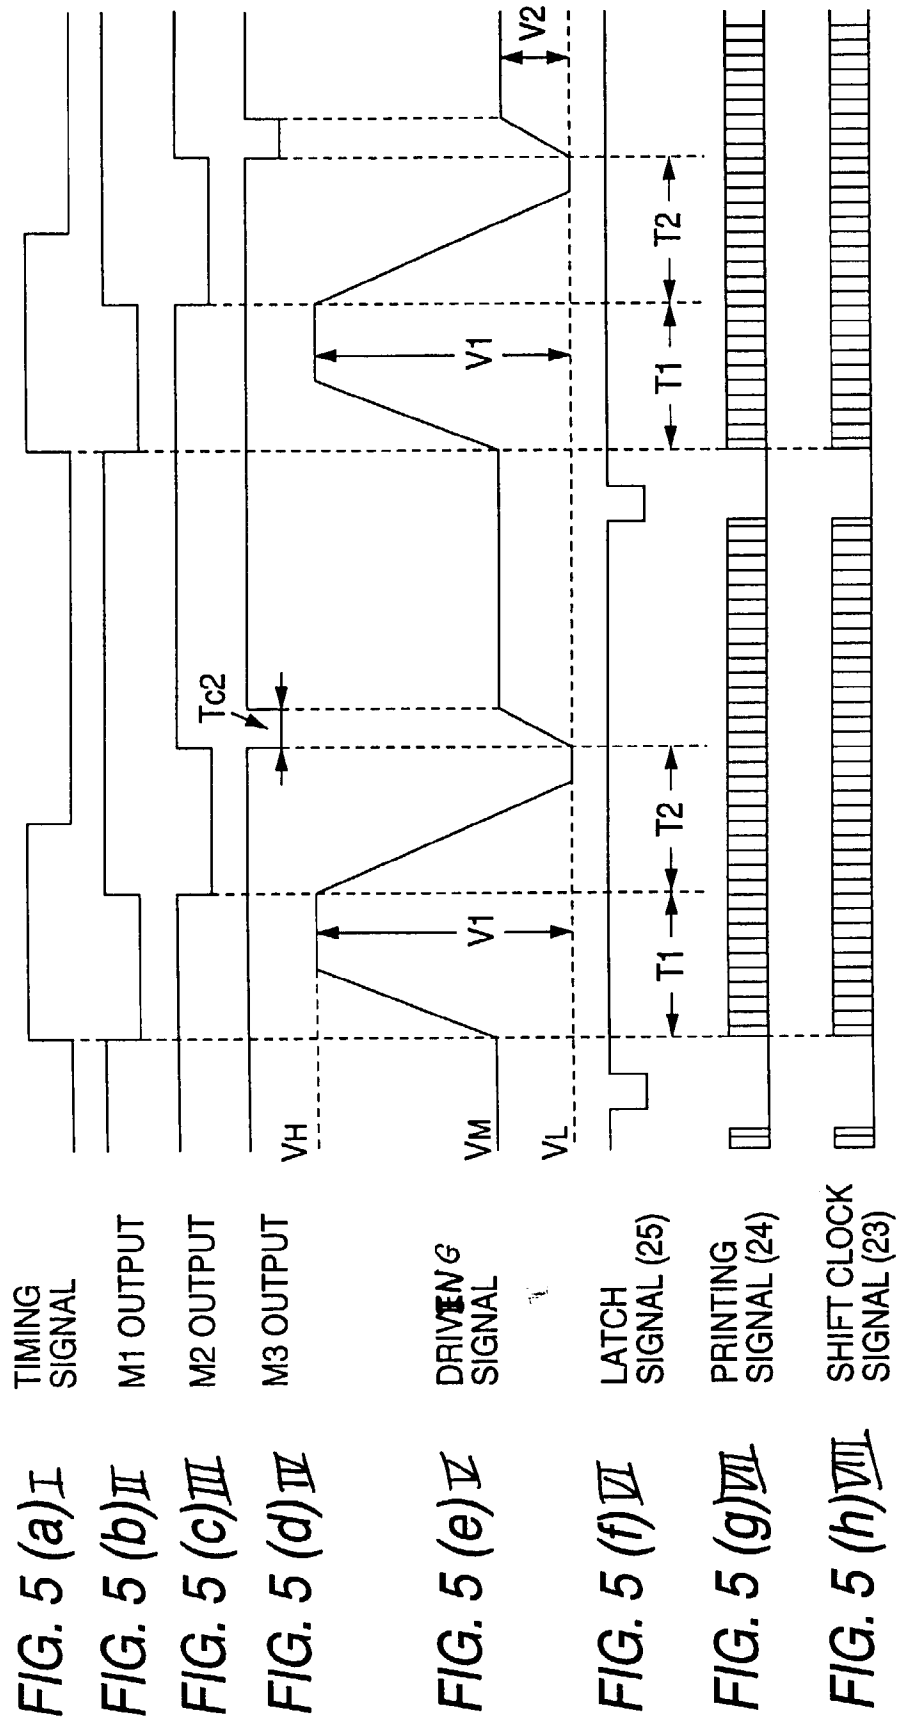 FIG. 5 (a) I TIMING
SIGNAL
FIG. 5 (b) II M1 OUTPUT
FIG. 5 (c) III M2 OUTPUT
FIG. 5 (d) IV M3 OUTPUT
FIG. 5 (e) V DRIVING
SIGNAL
FIG. 5 (f) VI LATCH
SIGNAL (25)
FIG. 5 (g) VII PRINTING
SIGNAL (24)
FIG. 5 (h) VIII SHIFT CLOCK
SIGNAL (23)
Tc2
VH
VM
VL
V1
V1
V2
T1
T2
T1
T2